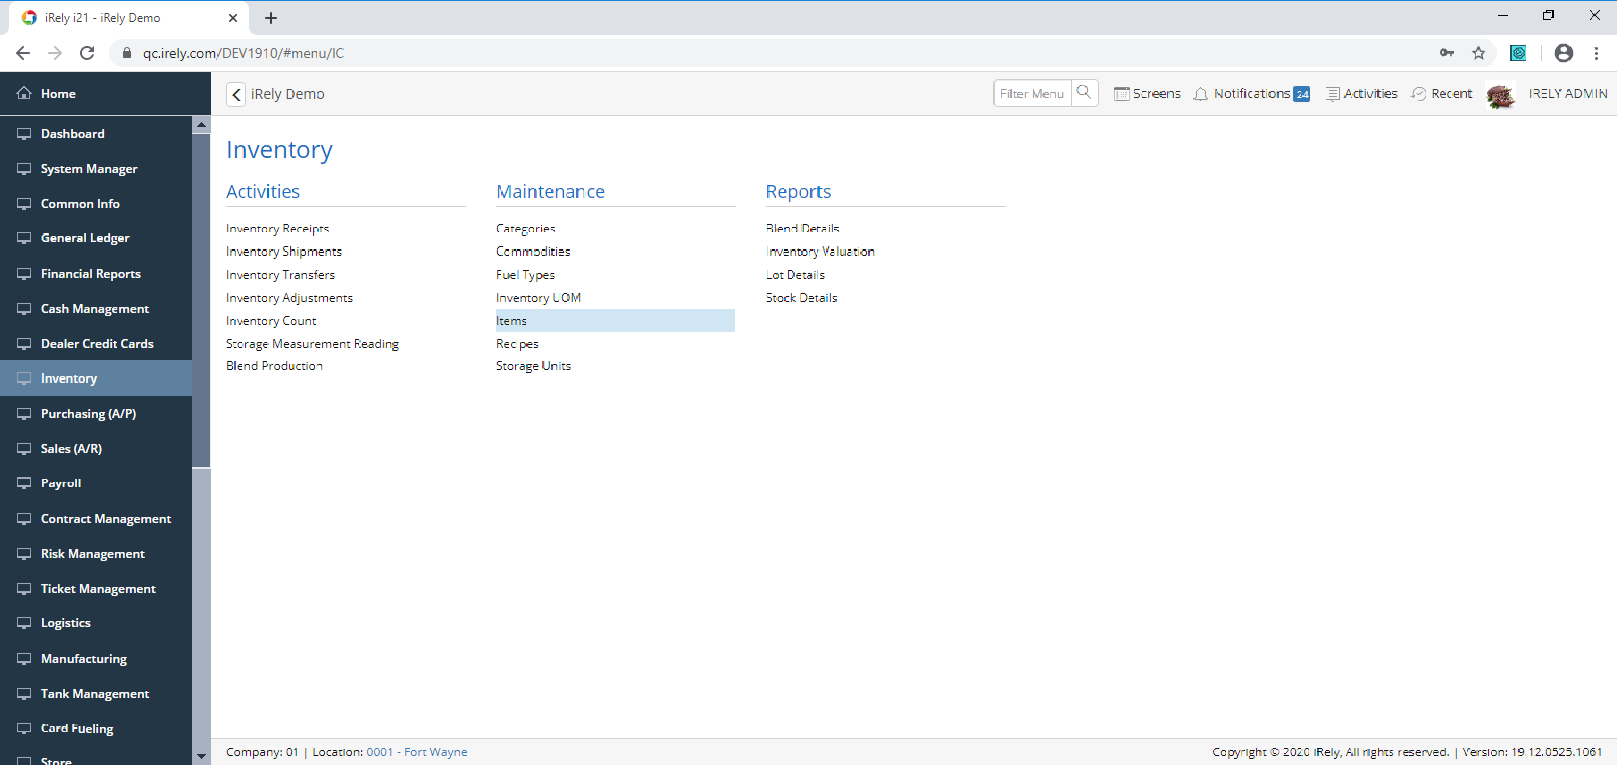 iRely i21 - iRely Demo
qc.irely.com/DEV1910/#menu/IC
Home
iRely Demo
Filter Menu
Screens
Notifications 24
Activities
Recent
IRELY ADMIN
Dashboard
System Manager
Common Info
General Ledger
Financial Reports
Cash Management
Dealer Credit Cards
Inventory
Purchasing (A/P)
Sales (A/R)
Payroll
Contract Management
Risk Management
Ticket Management
Logistics
Manufacturing
Tank Management
Card Fueling
Store
Inventory
Activities
Inventory Receipts
Inventory Shipments
Inventory Transfers
Inventory Adjustments
Inventory Count
Storage Measurement Reading
Blend Production
Maintenance
Categories
Commodities
Fuel Types
Inventory UOM
Items
Recipes
Storage Units
Reports
Blend Details
Inventory Valuation
Lot Details
Stock Details
Company: 01 | Location: 0001 - Fort Wayne
Copyright © 2020 iRely, All rights reserved. | Version: 19.12.0525.1061